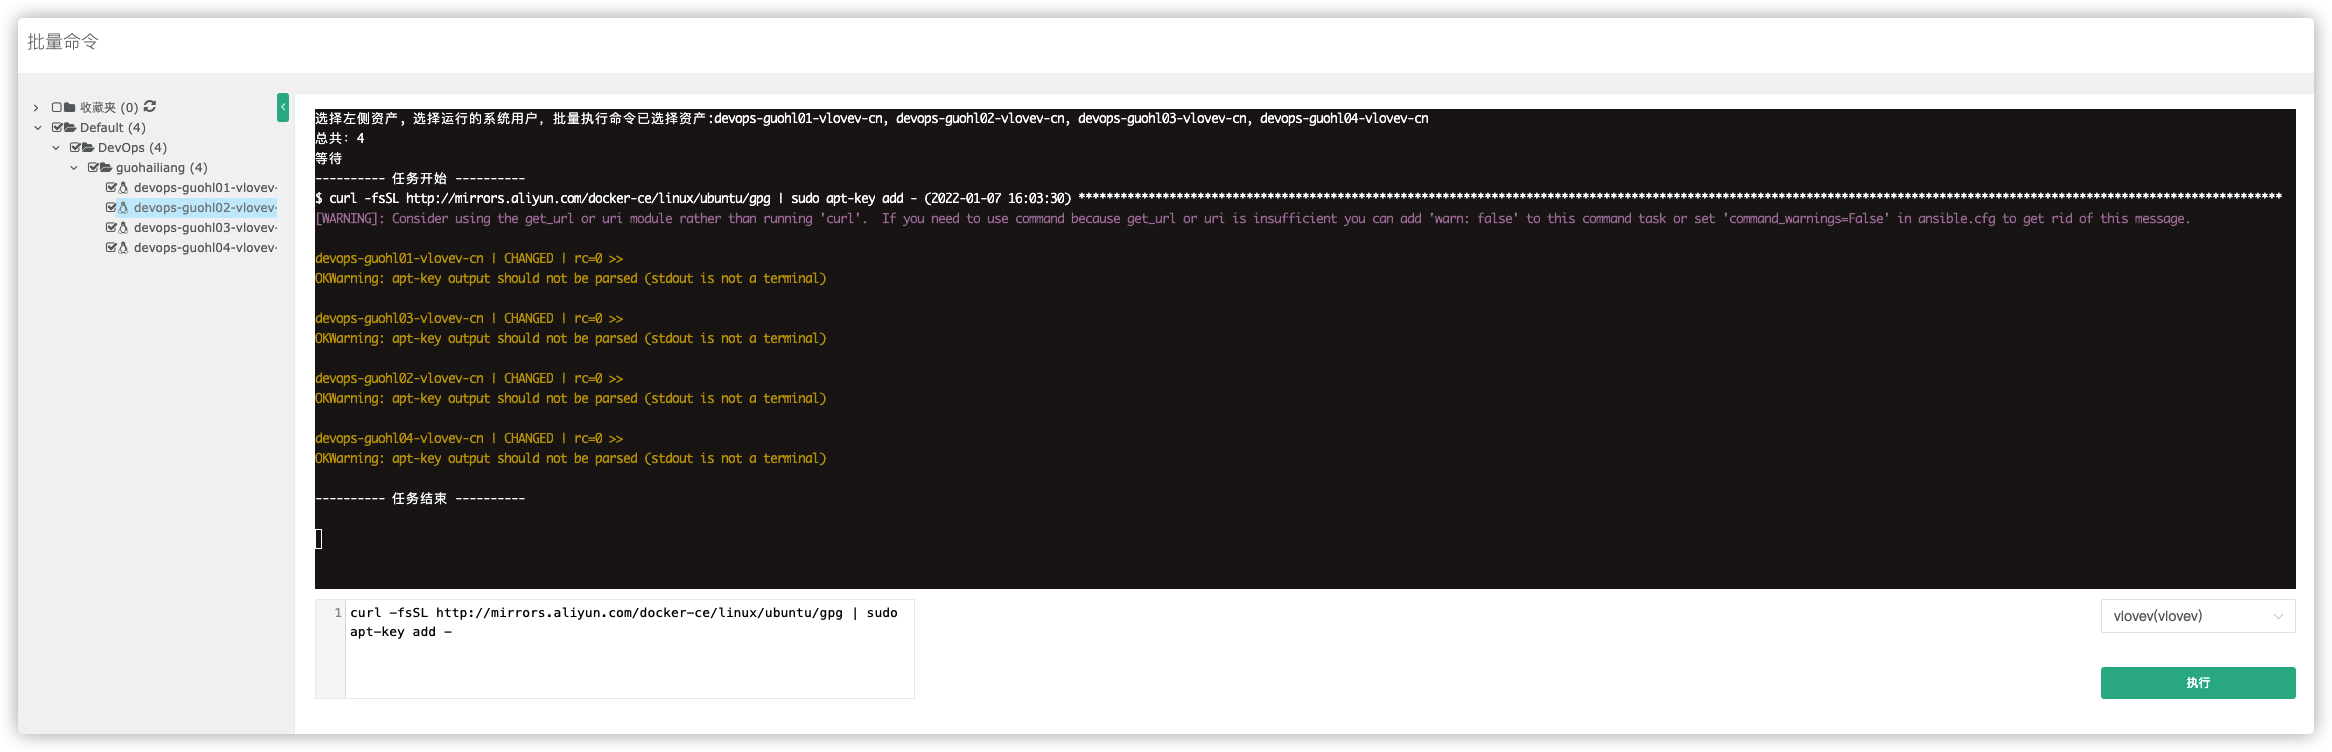 批量命令
收藏夹 (0)
Default (4)
DevOps (4)
guohailiang (4)
devops-guohl01-vlovev-
devops-guohl02-vlovev-
devops-guohl03-vlovev-
devops-guohl04-vlovev-
选择左侧资产, 选择运行的系统用户, 批量执行命令已选择资产:devops-guohl01-vlovev-cn, devops-guohl02-vlovev-cn, devops-guohl03-vlovev-cn, devops-guohl04-vlovev-cn
总共: 4
等待
---------- 任务开始 ----------
$ curl -fsSL http://mirrors.aliyun.com/docker-ce/linux/ubuntu/gpg | sudo apt-key add - (2022-01-07 16:03:30) ****************************************************************************************************************************************************************************
[WARNING]: Consider using the get_url or uri module rather than running 'curl'.  If you need to use command because get_url or uri is insufficient you can add 'warn: false' to this command task or set 'command_warnings=False' in ansible.cfg to get rid of this message.
devops-guohl01-vlovev-cn | CHANGED | rc=0 >>
OKWarning: apt-key output should not be parsed (stdout is not a terminal)
devops-guohl03-vlovev-cn | CHANGED | rc=0 >>
OKWarning: apt-key output should not be parsed (stdout is not a terminal)
devops-guohl02-vlovev-cn | CHANGED | rc=0 >>
OKWarning: apt-key output should not be parsed (stdout is not a terminal)
devops-guohl04-vlovev-cn | CHANGED | rc=0 >>
OKWarning: apt-key output should not be parsed (stdout is not a terminal)
---------- 任务结束 ----------
1 curl -fsSL http://mirrors.aliyun.com/docker-ce/linux/ubuntu/gpg | sudo
apt-key add -
vlovev(vlovev)
执行